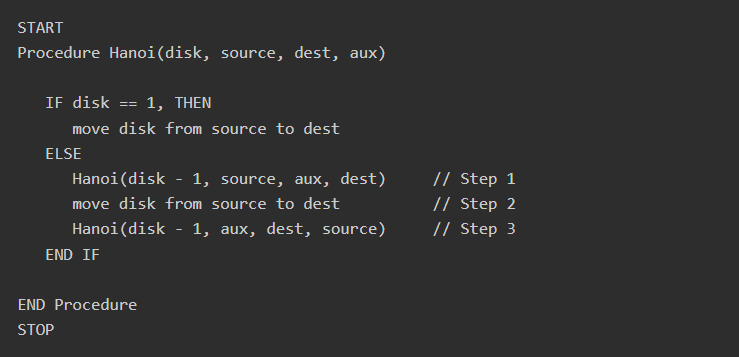 START
Procedure Hanoi(disk, source, dest, aux)
IF disk == 1, THEN
move disk from source to dest
ELSE
Hanoi(disk - 1, source, aux, dest) // Step 1
move disk from source to dest // Step 2
Hanoi(disk - 1, aux, dest, source) // Step 3
END IF
END Procedure
STOP